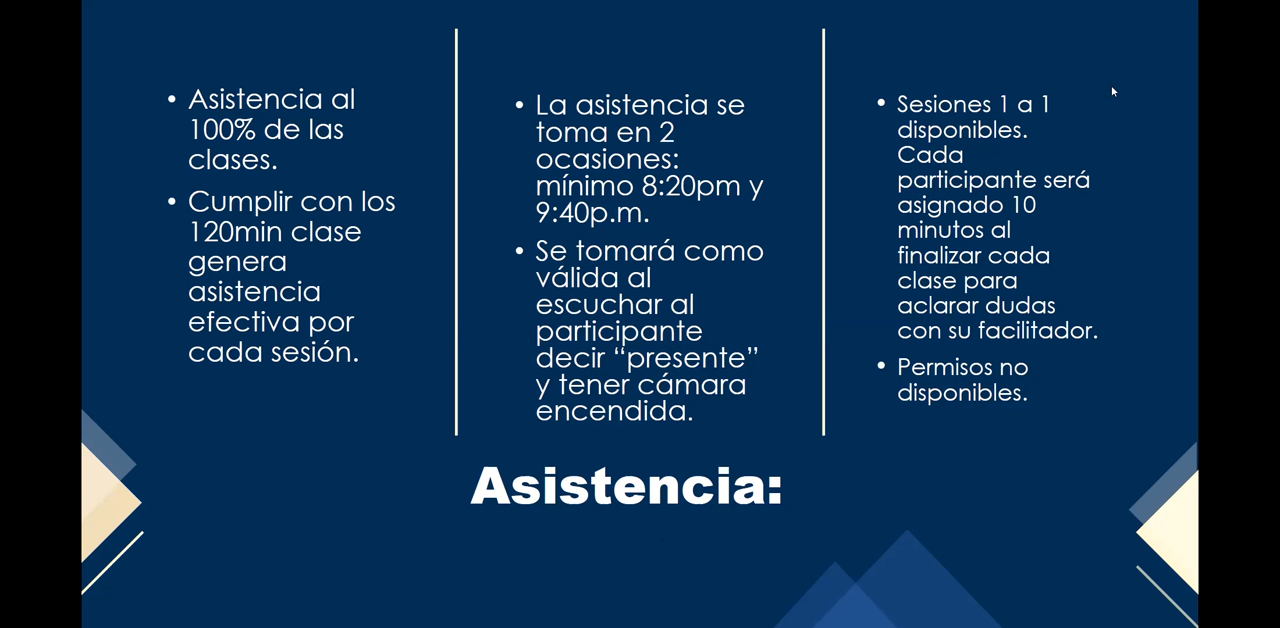 • Asistencia al
100% de las
clases.
• Cumplir con los
120min clase
genera
asistencia
efectiva por
cada sesión.
• La asistencia se
toma en 2
ocasiones:
mínimo 8:20pm y
9:40p.m.
• Se tomará como
válida al
escuchar al
participante
decir “presente”
y tener cámara
encendida.
• Sesiones 1 a 1
disponibles.
Cada
participante será
asignado 10
minutos al
finalizar cada
clase para
aclarar dudas
con su facilitador.
• Permisos no
disponibles.
Asistencia: